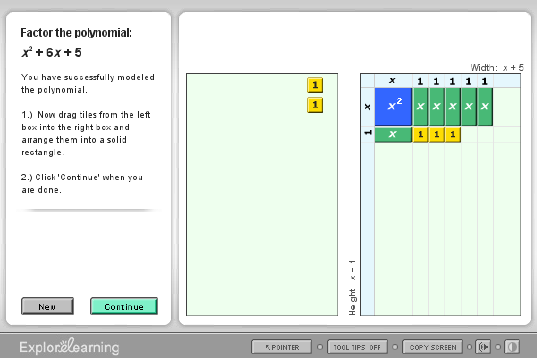 Factor the polynomial:
x² + 6x + 5
You have successfully modeled
the polynomial.
1.) Now drag tiles from the left
box into the right box and
arrange them into a solid
rectangle.
2.) Click 'Continue' when you
are done.
New
Continue
1
1
Width: x + 5
x 1 1 1 1 1
x x² x x x x x
1 x 1 1 1
Height x + 1
ExploreLearning
POINTER
TOOL TIPS: OFF
COPY SCREEN